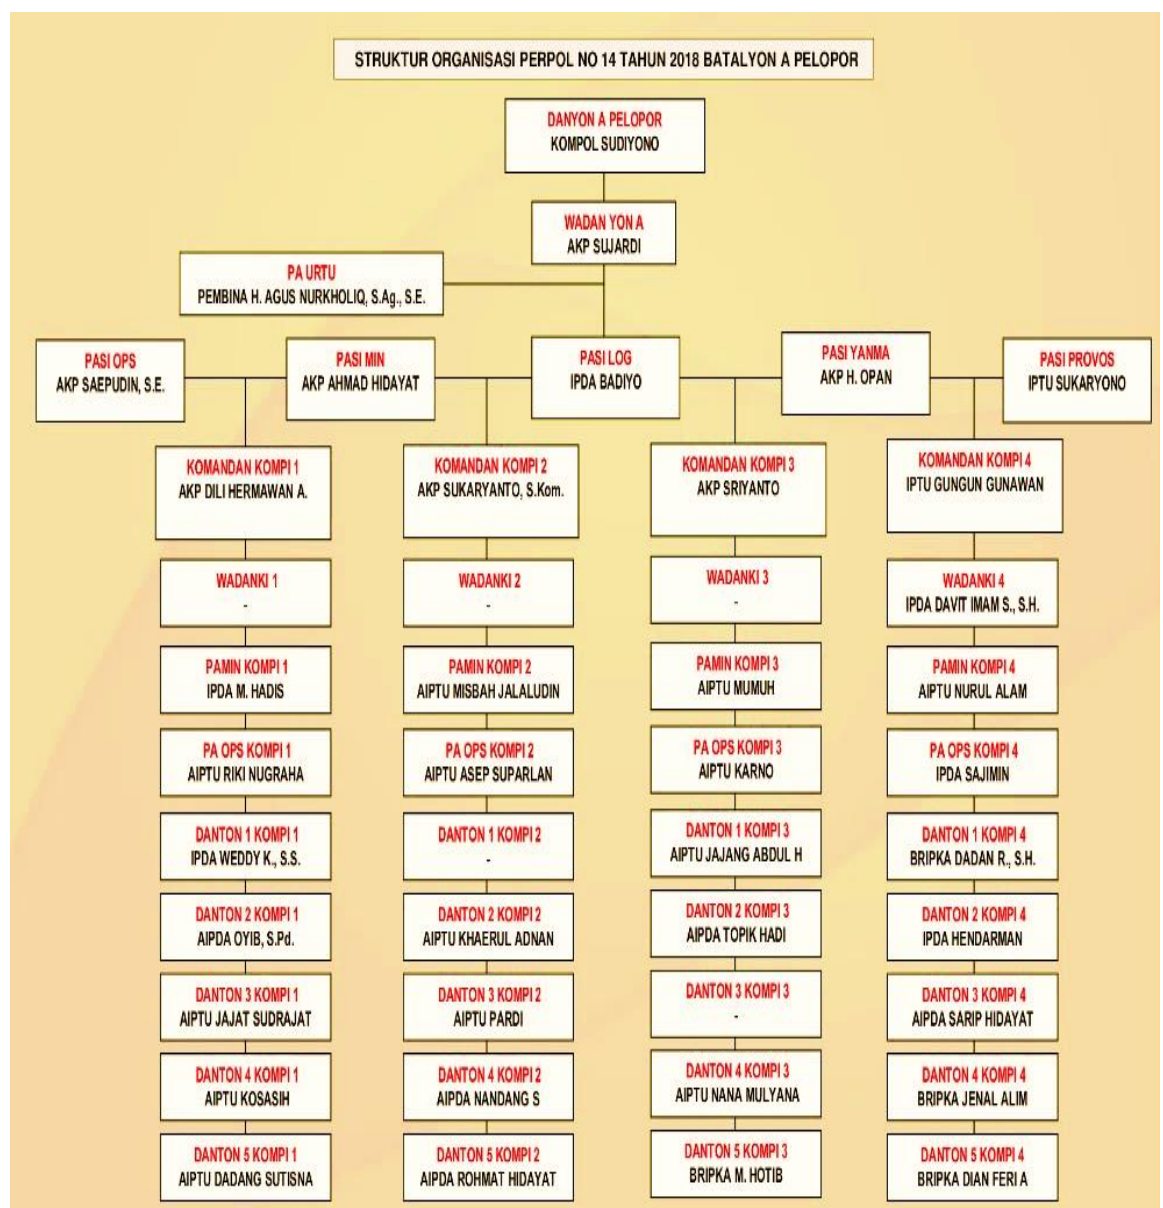 STRUKTUR ORGANISASI PERPOL NO 14 TAHUN 2018 BATALYON A PELOPOR
DANYON A PELOPOR
KOMPOL SUDIYONO
WADAN YON A
AKP SUJARDI
PA URTU
PEMBINA H. AGUS NURKHOLIQ, S.Ag., S.E.
PASI OPS
AKP SAEPUDIN, S.E.
PASI MIN
AKP AHMAD HIDAYAT
PASI LOG
IPDA BADIYO
PASI YANMA
AKP H. OPAN
PASI PROVOS
IPTU SUKARYONO
KOMANDAN KOMPI 1
AKP DILI HERMAWAN A.
KOMANDAN KOMPI 2
AKP SUKARYANTO, S.Kom.
KOMANDAN KOMPI 3
AKP SRIYANTO
KOMANDAN KOMPI 4
IPTU GUNGUN GUNAWAN
WADANKI 1
-
WADANKI 2
-
WADANKI 3
-
WADANKI 4
IPDA DAVIT IMAM S., S.H.
PAMIN KOMPI 1
IPDA M. HADIS
PAMIN KOMPI 2
AIPTU MISBAH JALALUDIN
PAMIN KOMPI 3
AIPTU MUMUH
PAMIN KOMPI 4
AIPTU NURUL ALAM
PA OPS KOMPI 1
AIPTU RIKI NUGRAHA
PA OPS KOMPI 2
AIPTU ASEP SUPARLAN
PA OPS KOMPI 3
AIPTU KARNO
PA OPS KOMPI 4
IPDA SAJIMIN
DANTON 1 KOMPI 1
IPDA WEDDY K., S.S.
DANTON 1 KOMPI 2
-
DANTON 1 KOMPI 3
AIPTU JAJANG ABDUL H
DANTON 1 KOMPI 4
BRIPKA DADAN R., S.H.
DANTON 2 KOMPI 1
AIPDA OYIB, S.Pd.
DANTON 2 KOMPI 2
AIPTU KHAERUL ADNAN
DANTON 2 KOMPI 3
AIPDA TOPIK HADI
DANTON 2 KOMPI 4
IPDA HENDARMAN
DANTON 3 KOMPI 1
AIPTU JAJAT SUDRAJAT
DANTON 3 KOMPI 2
AIPTU PARDI
DANTON 3 KOMPI 3
-
DANTON 3 KOMPI 4
AIPDA SARIP HIDAYAT
DANTON 4 KOMPI 1
AIPTU KOSASIH
DANTON 4 KOMPI 2
AIPDA NANDANG S
DANTON 4 KOMPI 3
AIPTU NANA MULYANA
DANTON 4 KOMPI 4
BRIPKA JENAL ALIM
DANTON 5 KOMPI 1
AIPTU DADANG SUTISNA
DANTON 5 KOMPI 2
AIPDA ROHMAT HIDAYAT
DANTON 5 KOMPI 3
BRIPKA M. HOTIB
DANTON 5 KOMPI 4
BRIPKA DIAN FERI A